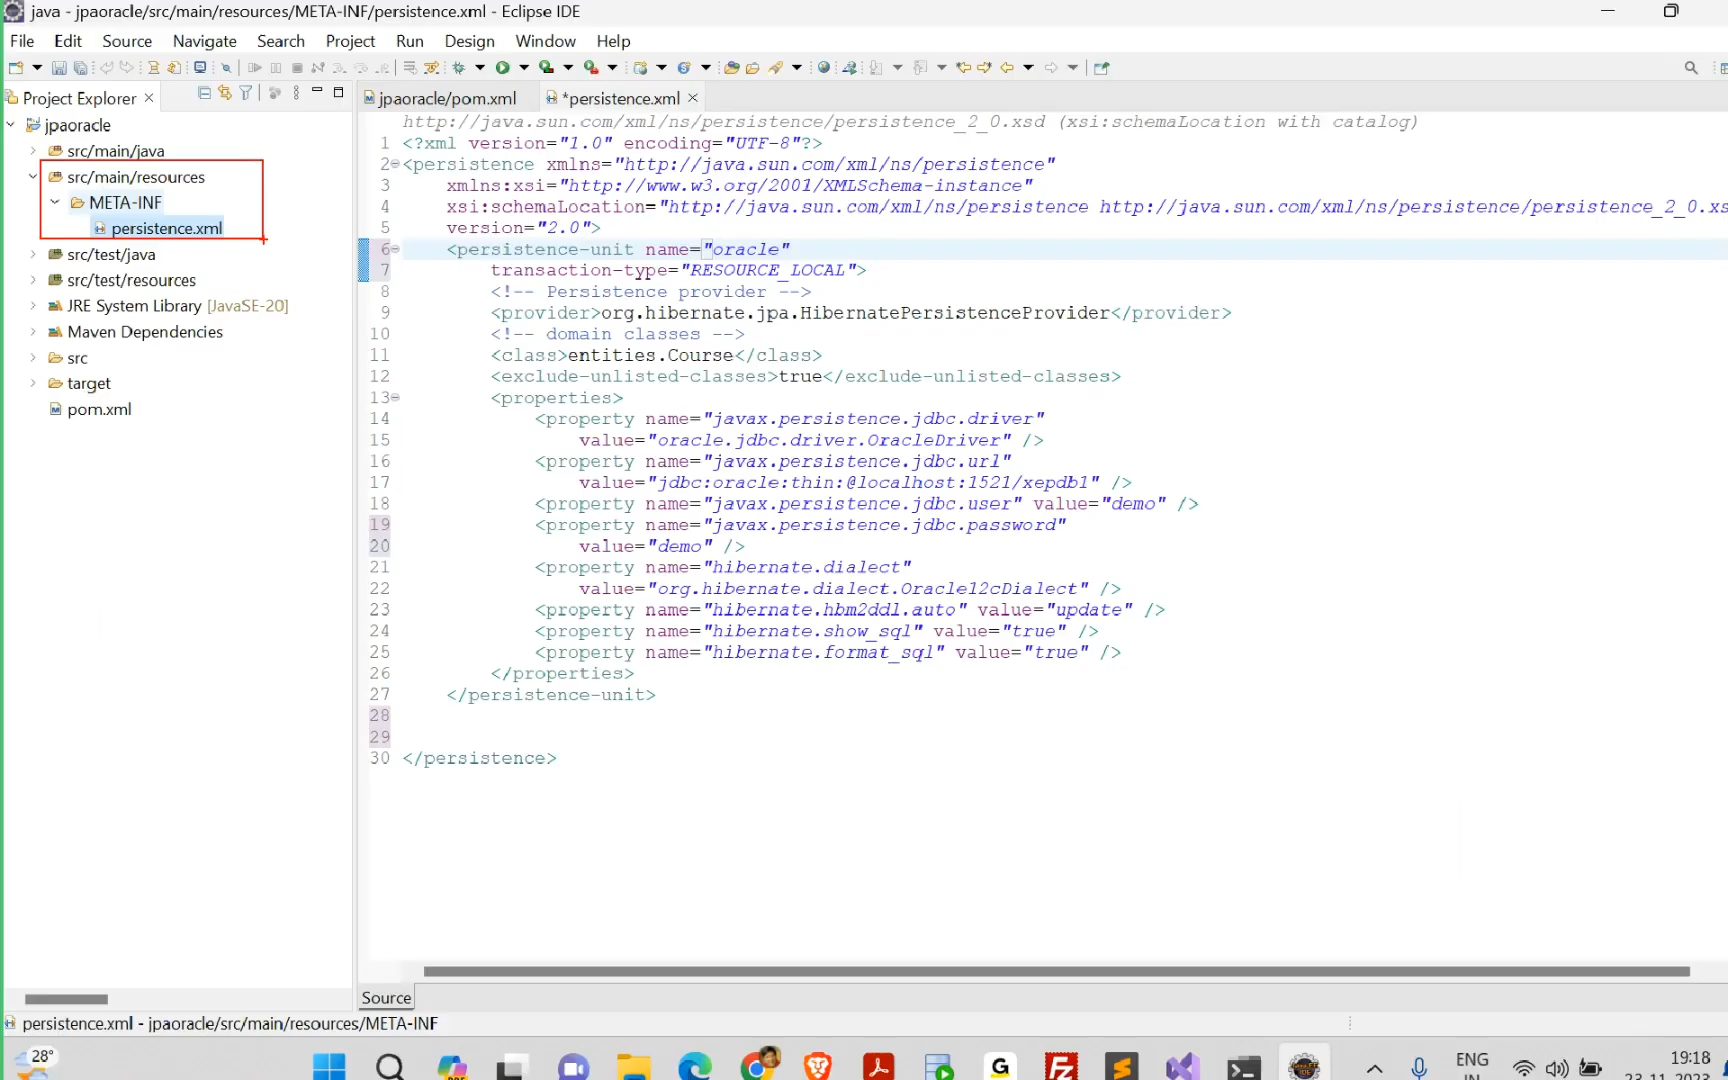 java - jpaoracle/src/main/resources/META-INF/persistence.xml - Eclipse IDE
File Edit Source Navigate Search Project Run Design Window Help
Project Explorer
jpaoracle
src/main/java
src/main/resources
META-INF
persistence.xml
src/test/java
src/test/resources
JRE System Library [JavaSE-20]
Maven Dependencies
src
target
pom.xml
jpaoracle/pom.xml *persistence.xml
http://java.sun.com/xml/ns/persistence/persistence_2_0.xsd (xsi:schemaLocation with catalog)
1 <?xml version="1.0" encoding="UTF-8"?>
2 <persistence xmlns="http://java.sun.com/xml/ns/persistence"
3 xmlns:xsi="http://www.w3.org/2001/XMLSchema-instance"
4 xsi:schemaLocation="http://java.sun.com/xml/ns/persistence http://java.sun.com/xml/ns/persistence/persistence_2_0.xs
5 version="2.0">
6 <persistence-unit name="oracle"
7 transaction-type="RESOURCE_LOCAL">
8 <!-- Persistence provider -->
9 <provider>org.hibernate.jpa.HibernatePersistenceProvider</provider>
10 <!-- domain classes -->
11 <class>entities.Course</class>
12 <exclude-unlisted-classes>true</exclude-unlisted-classes>
13 <properties>
14 <property name="javax.persistence.jdbc.driver"
15 value="oracle.jdbc.driver.OracleDriver" />
16 <property name="javax.persistence.jdbc.url"
17 value="jdbc:oracle:thin:@localhost:1521/xepdb1" />
18 <property name="javax.persistence.jdbc.user" value="demo" />
19 <property name="javax.persistence.jdbc.password"
20 value="demo" />
21 <property name="hibernate.dialect"
22 value="org.hibernate.dialect.Oracle12cDialect" />
23 <property name="hibernate.hbm2ddl.auto" value="update" />
24 <property name="hibernate.show_sql" value="true" />
25 <property name="hibernate.format_sql" value="true" />
26 </properties>
27 </persistence-unit>
28
29
30 </persistence>
Source
persistence.xml - jpaoracle/src/main/resources/META-INF
28°
ENG
IN
19:18
23-11-2023